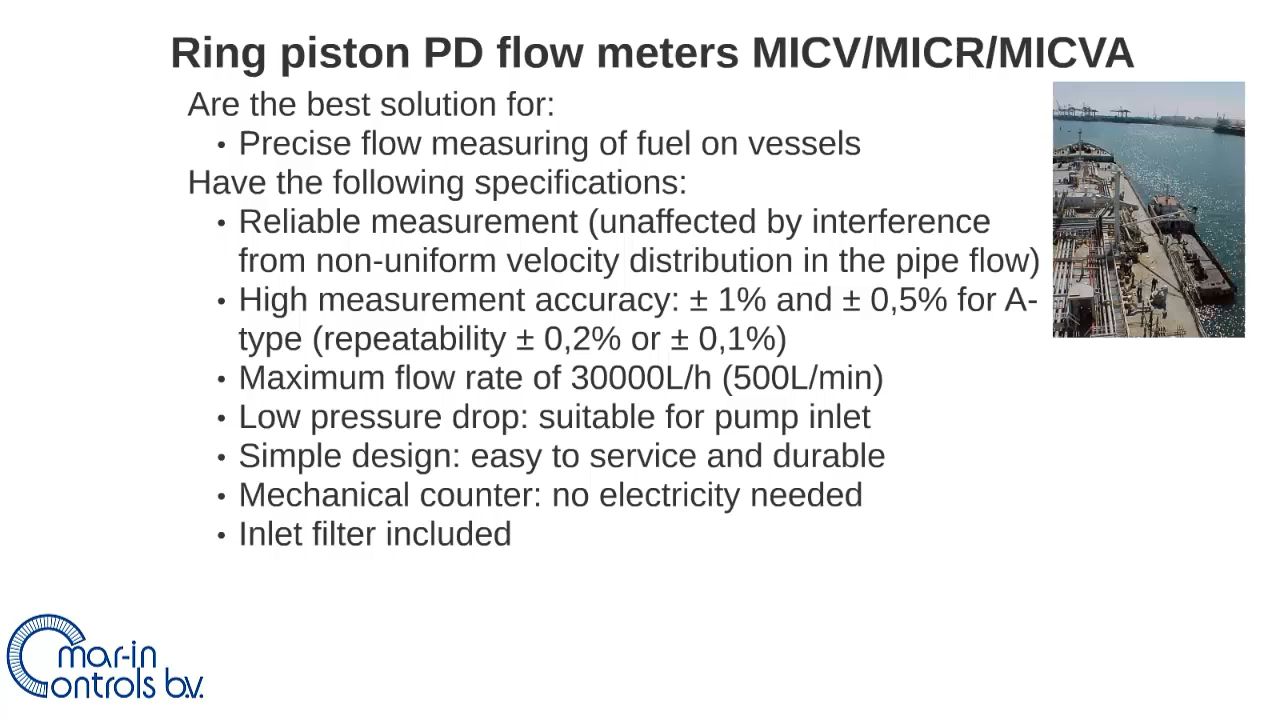 Ring piston PD flow meters MICV/MICR/MICVA
Are the best solution for:
• Precise flow measuring of fuel on vessels
Have the following specifications:
• Reliable measurement (unaffected by interference
from non-uniform velocity distribution in the pipe flow)
• High measurement accuracy: ± 1% and ± 0,5% for A-
type (repeatability ± 0,2% or ± 0,1%)
• Maximum flow rate of 30000L/h (500L/min)
• Low pressure drop: suitable for pump inlet
• Simple design: easy to service and durable
• Mechanical counter: no electricity needed
• Inlet filter included
mar-in
Controls b.v.